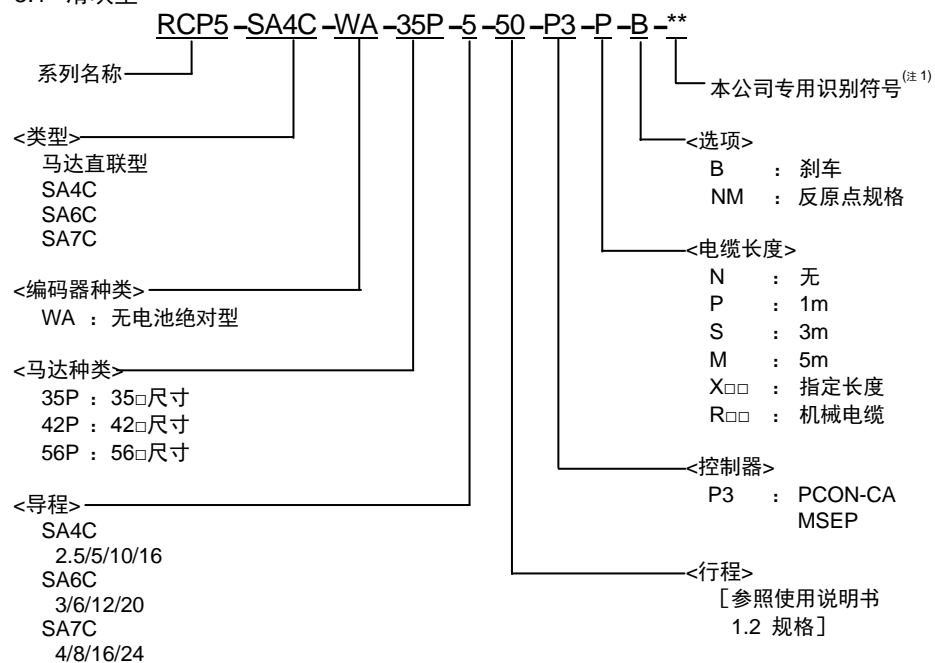 RCP5 -SA4C -WA -35P -5 -50 -P3 -P -B -**
系列名称
本公司专用识别符号(注 1)
<类型>
马达直联型
SA4C
SA6C
SA7C
<编码器种类>
WA ：无电池绝对型
<马达种类>
35P ：35□尺寸
42P ：42□尺寸
56P ：56□尺寸
<导程>
SA4C
2.5/5/10/16
SA6C
3/6/12/20
SA7C
4/8/16/24
<选项>
B ：刹车
NM ：反原点规格
<电缆长度>
N ：无
P ：1m
S ：3m
M ：5m
X□□ ：指定长度
R□□ ：机械电缆
<控制器>
P3 ：PCON-CA
MSEP
<行程>
［参照使用说明书
1.2 规格］